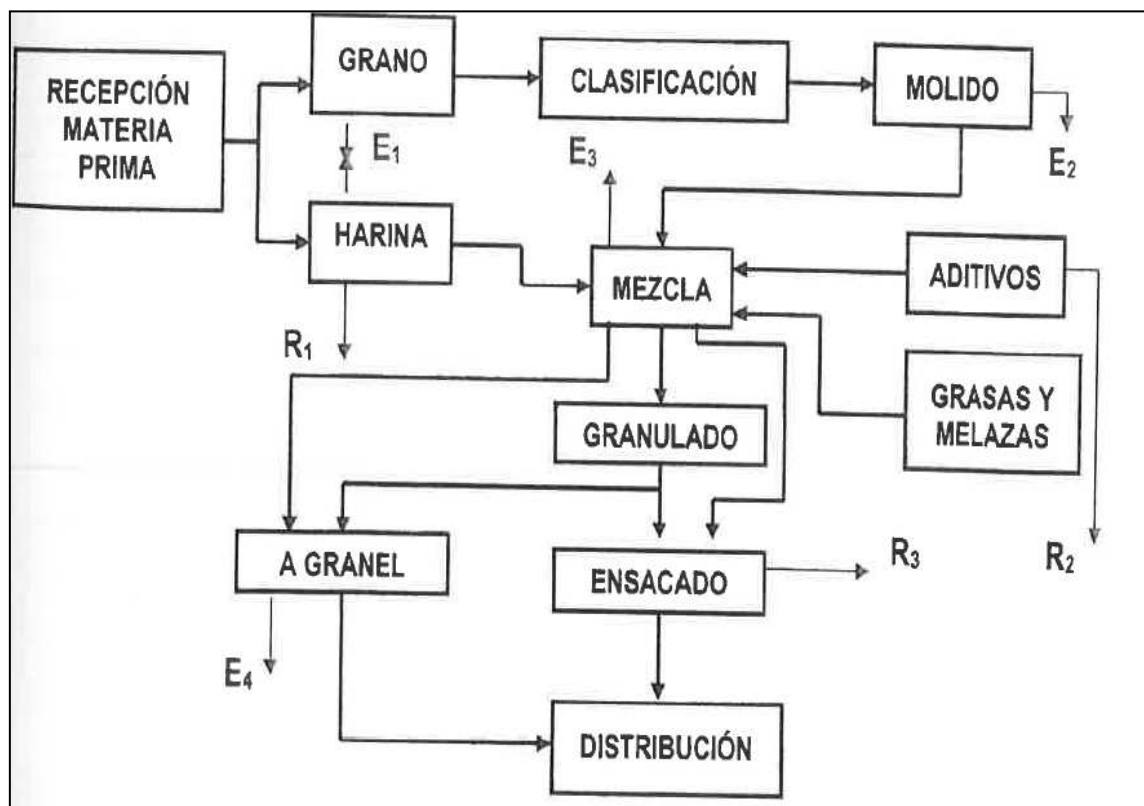 RECEPCIÓN
MATERIA
PRIMA
GRANO
CLASIFICACIÓN
MOLIDO
E1
E3
E2
HARINA
MEZCLA
ADITIVOS
R1
GRASAS Y
MELAZAS
GRANULADO
A GRANEL
ENSACADO
R3
R2
E4
DISTRIBUCIÓN